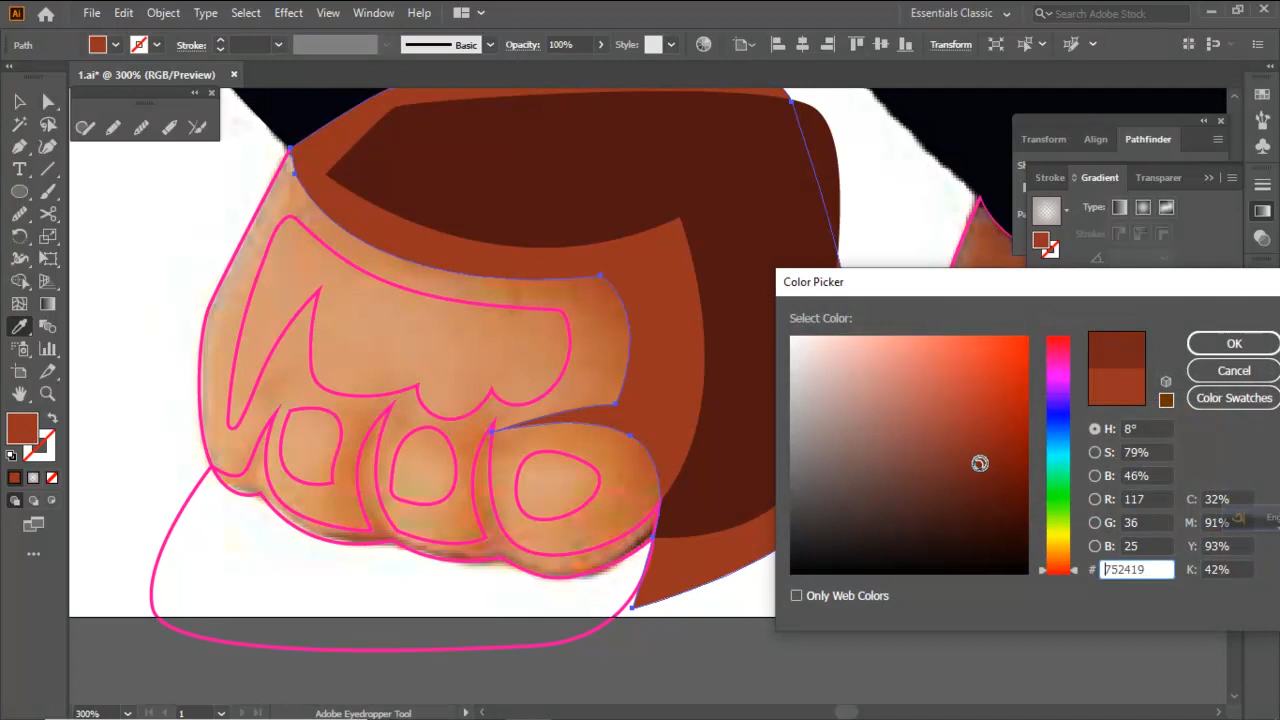 Ai File Edit Object Type Select Effect View Window Help Essentials Classic Search Adobe Stock
Path Stroke: Basic Opacity: 100% Style: Transform
1.ai* @ 300% (RGB/Preview)
Transform Align Pathfinder
Stroke Gradient Transparer
Type:
Strokes:
Color Picker
Select Color:
OK
Cancel
Color Swatches
H: 8°
S: 79%
B: 46%
R: 117 C: 32%
G: 36 M: 91%
B: 25 Y: 93%
# 752419 K: 42%
Only Web Colors
300% 1 Adobe Eyedropper Tool